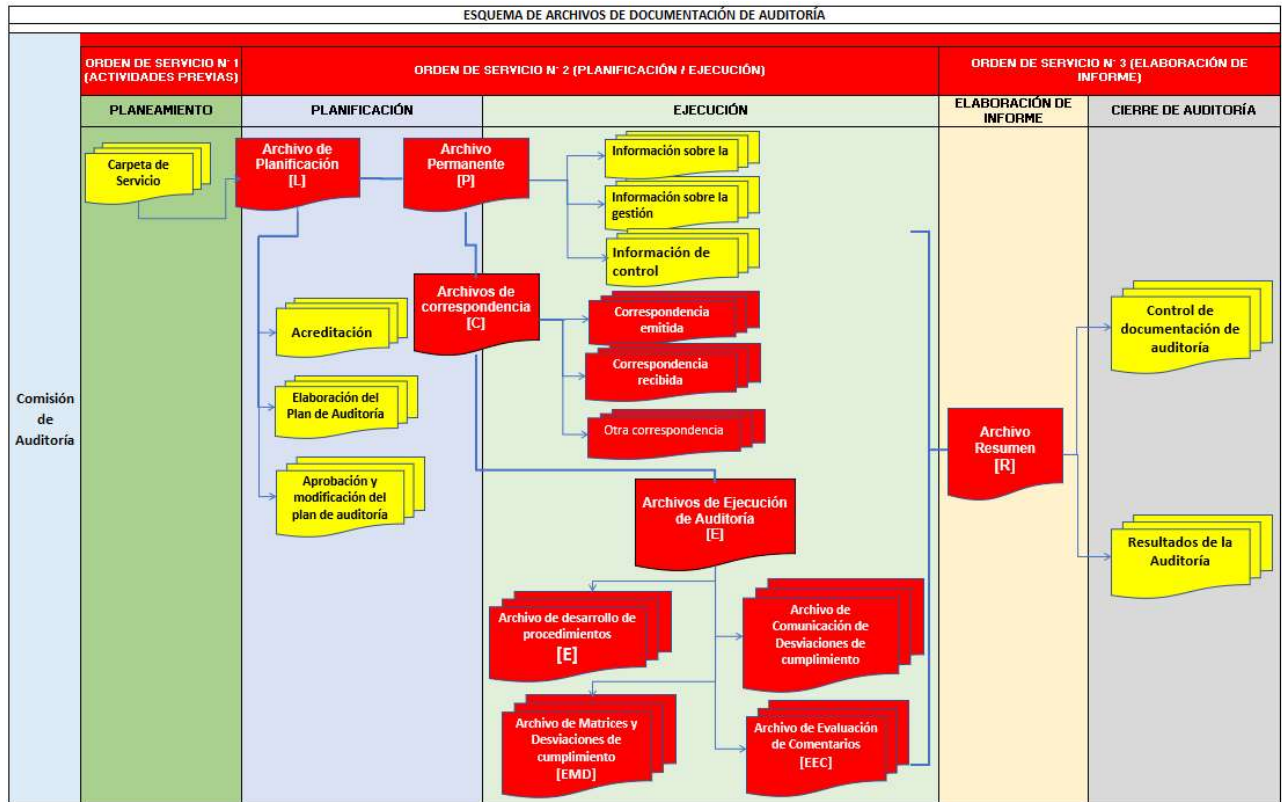 ESQUEMA DE ARCHIVOS DE DOCUMENTACIÓN DE AUDITORÍA
ORDEN DE SERVICIO N° 1
(ACTIVIDADES PREVIAS)
ORDEN DE SERVICIO N° 2 (PLANIFICACIÓN / EJECUCIÓN)
ORDEN DE SERVICIO N° 3 (ELABORACIÓN DE
INFORME)
PLANEAMIENTO
PLANIFICACIÓN
EJECUCIÓN
ELABORACIÓN DE
INFORME
CIERRE DE AUDITORÍA
Comisión
de
Auditoría
Carpeta de
Servicio
Archivo de
Planificación
[L]
Archivo
Permanente
[P]
Información sobre la
Información sobre la
gestión
Información de
control
Acreditación
Elaboración del
Plan de Auditoría
Aprobación y
modificación del
plan de auditoría
Archivos de
correspondencia
[C]
Correspondencia
emitida
Correspondencia
recibida
Otra correspondencia
Archivos de Ejecución
de Auditoría
[E]
Archivo de desarrollo de
procedimientos
[E]
Archivo de
Comunicación de
Desviaciones de
cumplimiento
Archivo de Matrices y
Desviaciones de
cumplimiento
[EMD]
Archivo de Evaluación
de Comentarios
[EEC]
Archivo
Resumen
[R]
Control de
documentación de
auditoría
Resultados de la
Auditoría